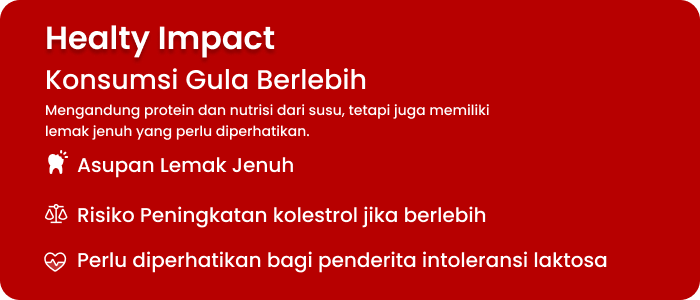 Healty Impact
Konsumsi Gula Berlebih
Mengandung protein dan nutrisi dari susu, tetapi juga memiliki
lemak jenuh yang perlu diperhatikan.
Asupan Lemak Jenuh
Risiko Peningkatan kolestrol jika berlebih
Perlu diperhatikan bagi penderita intoleransi laktosa